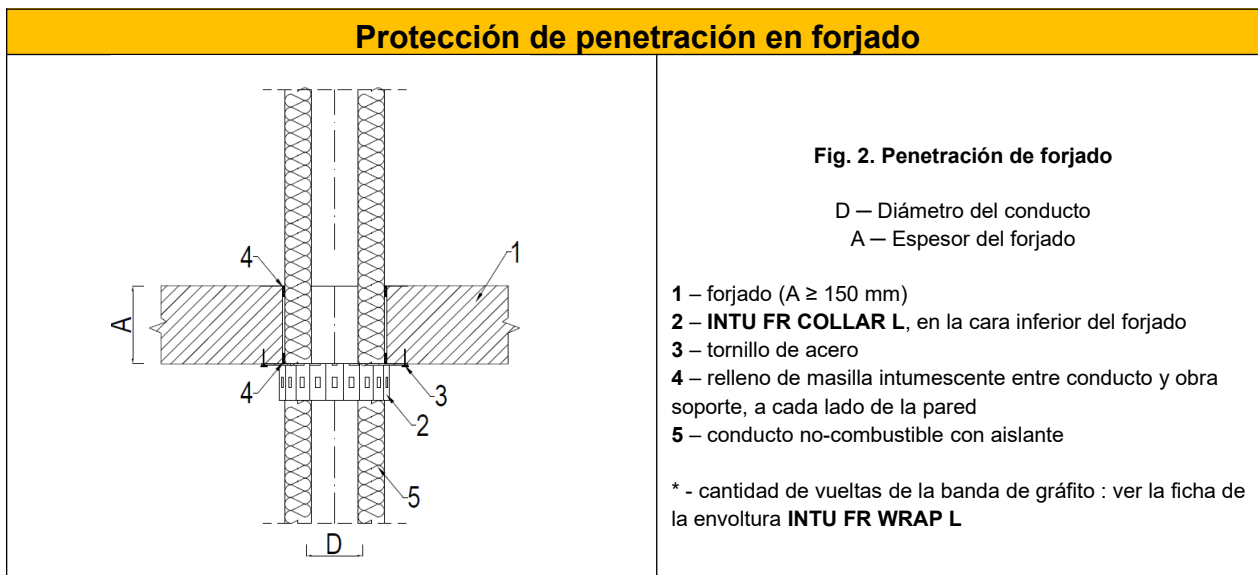 Protección de penetración en forjado
4
1
A
4
3
2
5
D
Fig. 2. Penetración de forjado
D — Diámetro del conducto
A — Espesor del forjado
1 – forjado (A ≥ 150 mm)
2 – INTU FR COLLAR L, en la cara inferior del forjado
3 – tornillo de acero
4 – relleno de masilla intumescente entre conducto y obra
soporte, a cada lado de la pared
5 – conducto no-combustible con aislante
* - cantidad de vueltas de la banda de gráfito : ver la ficha de
la envoltura INTU FR WRAP L